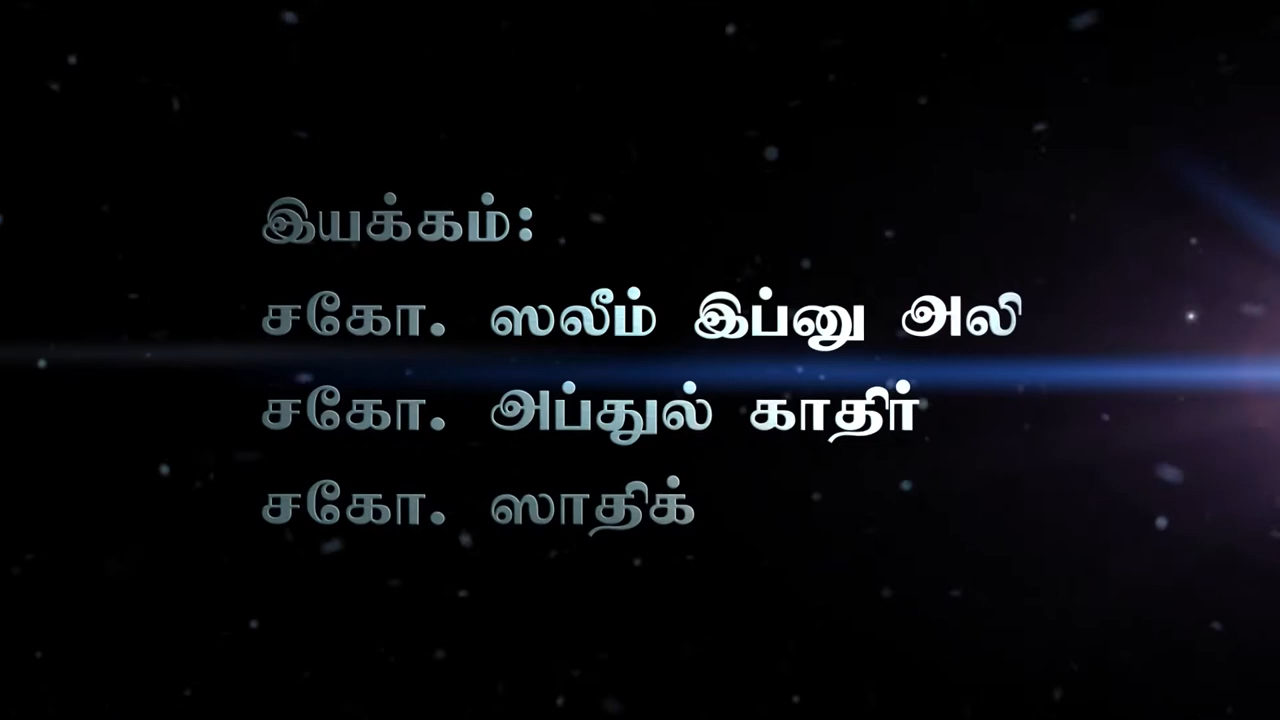 இயக்கம்:
சகோ. ஸலீம் இப்னு அலி
சகோ. அப்துல் காதிர்
சகோ. ஸாதிக்